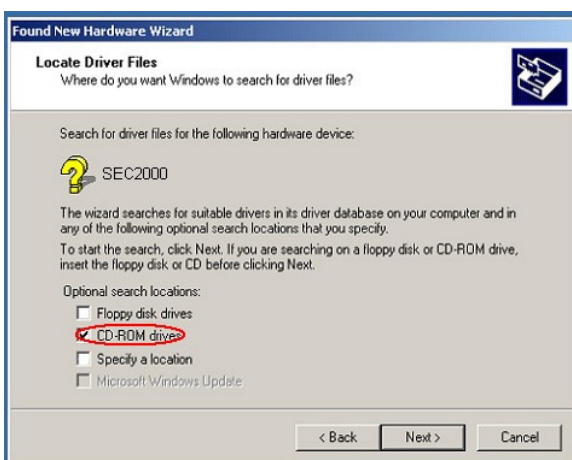 Found New Hardware Wizard
Locate Driver Files
Where do you want Windows to search for driver files?
Search for driver files for the following hardware device:
SEC2000
The wizard searches for suitable drivers in its driver database on your computer and in
any of the following optional search locations that you specify.
To start the search, click Next. If you are searching on a floppy disk or CD-ROM drive,
insert the floppy disk or CD before clicking Next.
Optional search locations:
Floppy disk drives
CD-ROM drives
Specify a location
Microsoft Windows Update
< Back Next > Cancel